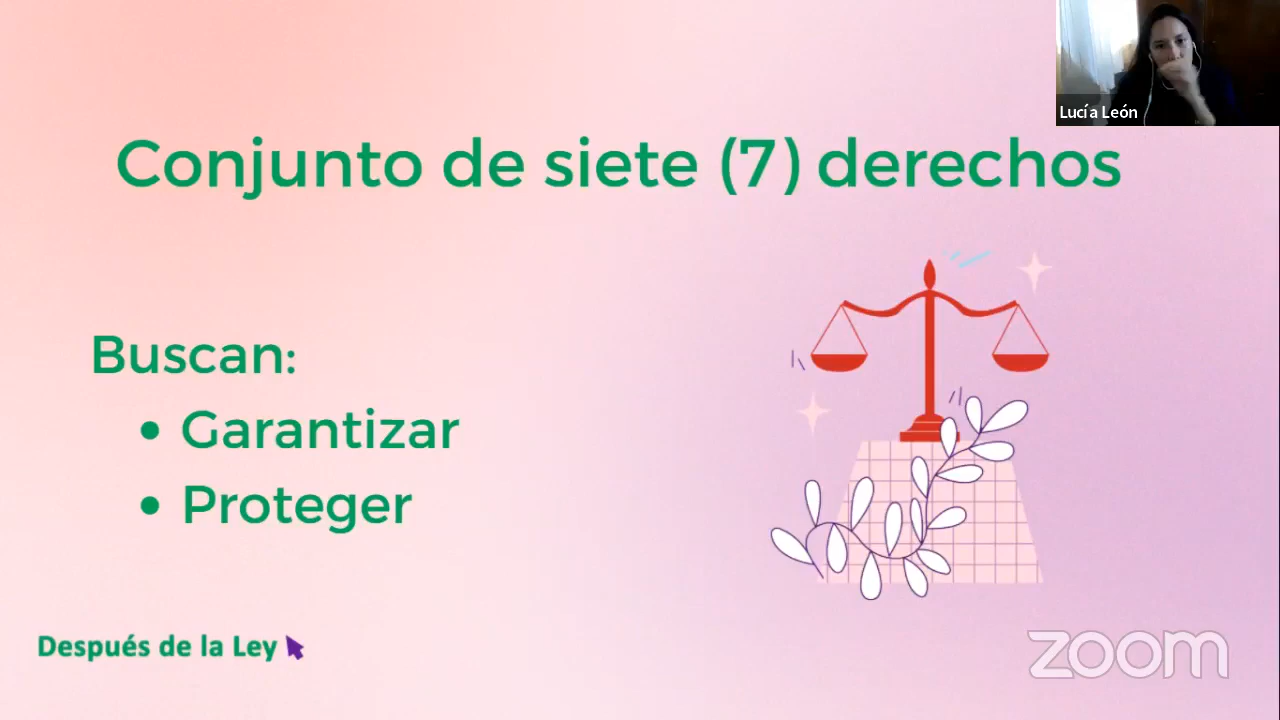 Lucía León
Conjunto de siete (7) derechos
Buscan:
• Garantizar
• Proteger
Después de la Ley
zoom